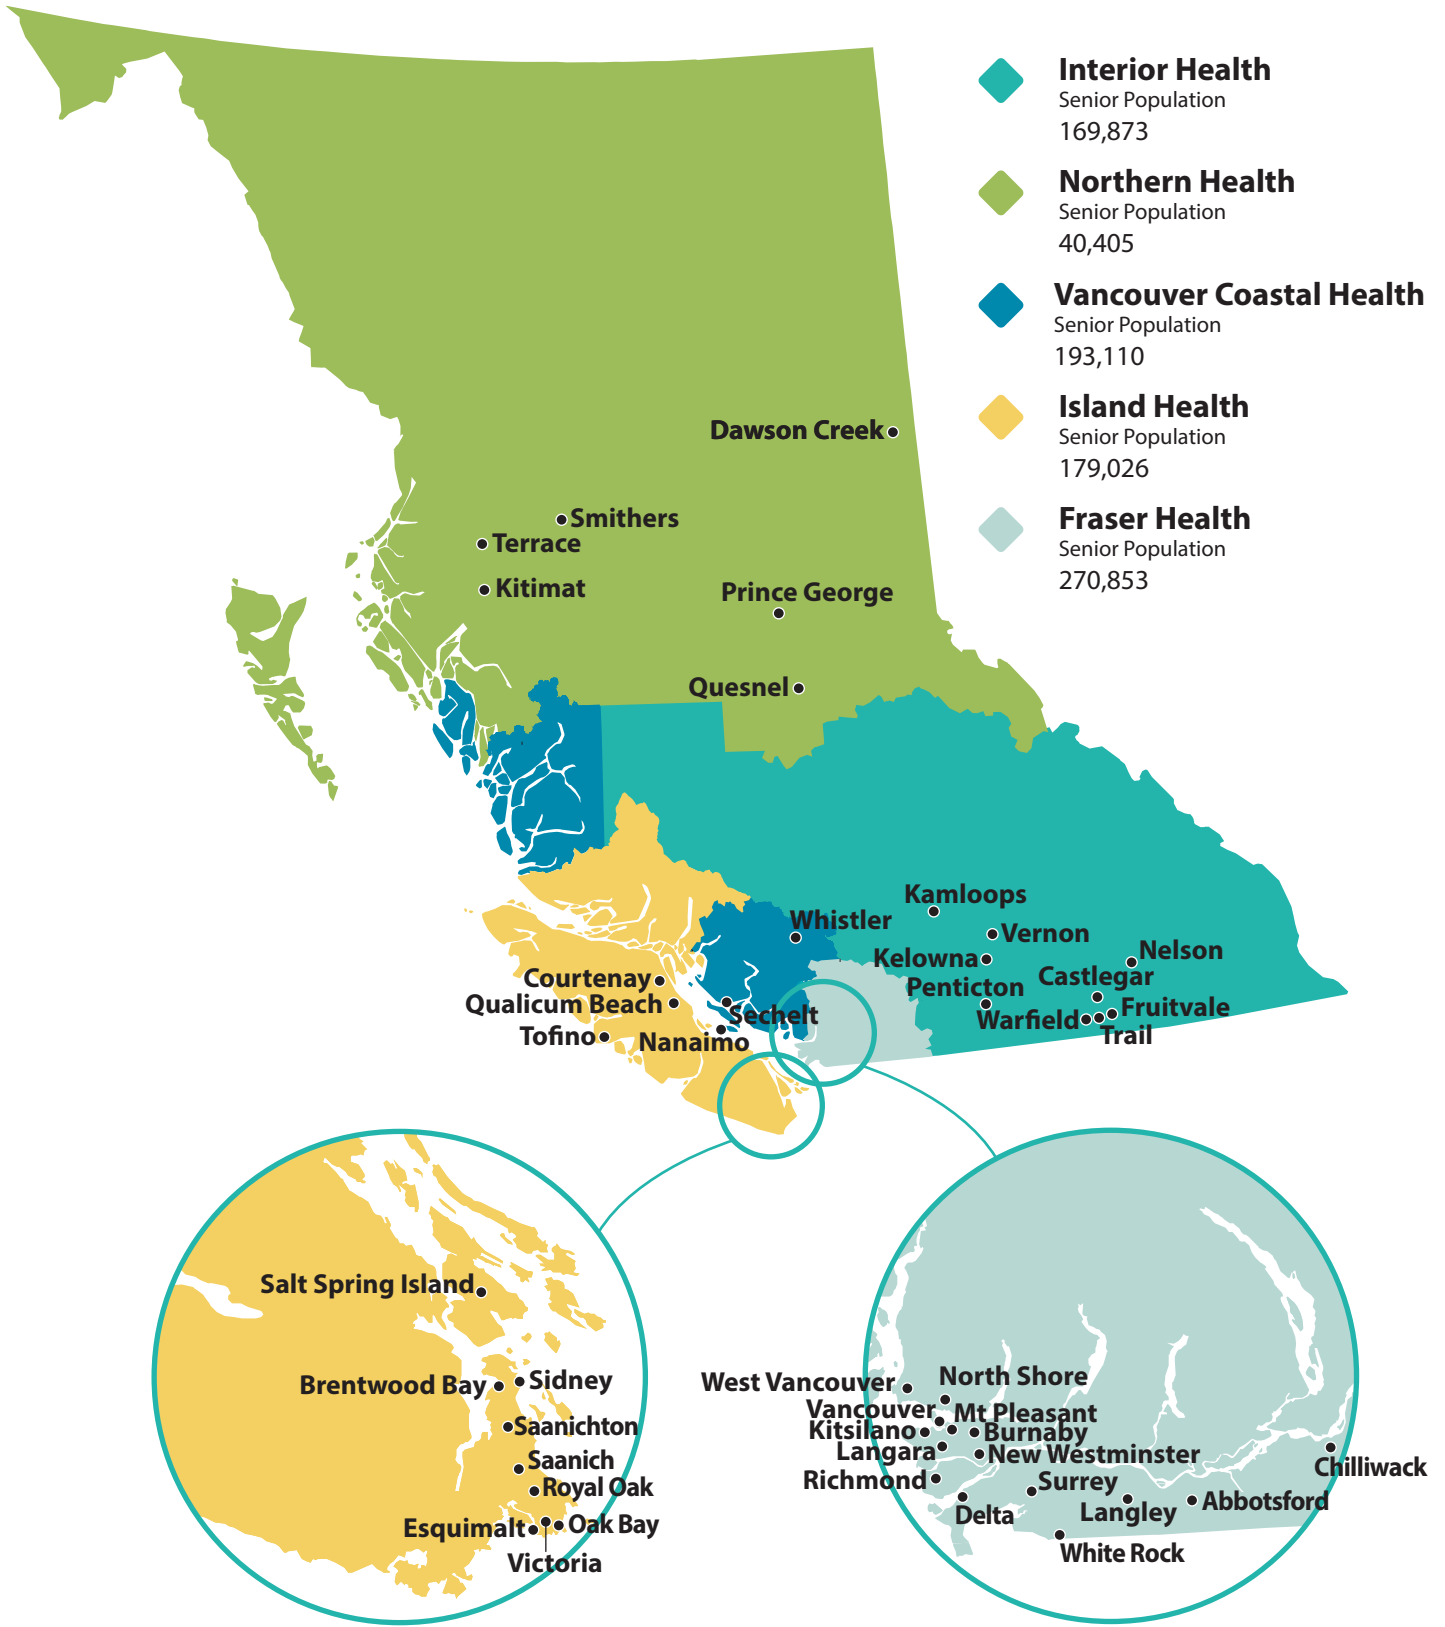 Interior Health
Senior Population
169,873
Northern Health
Senior Population
40,405
Vancouver Coastal Health
Senior Population
193,110
Island Health
Senior Population
179,026
Fraser Health
Senior Population
270,853
Dawson Creek
Smithers
Terrace
Kitimat
Prince George
Quesnel
Kamloops
Whistler
Vernon
Nelson
Kelowna
Castlegar
Courtenay
Penticton
Qualicum Beach
Fruitvale
Sechelt
Warfield
Tofino
Nanaimo
Trail
Salt Spring Island
Brentwood Bay
Sidney
Saanichton
Saanich
Royal Oak
Esquimalt
Oak Bay
Victoria
West Vancouver
North Shore
Vancouver
Mt Pleasant
Kitsilano
Burnaby
Langara
New Westminster
Richmond
Surrey
Chilliwack
Delta
Langley
Abbotsford
White Rock